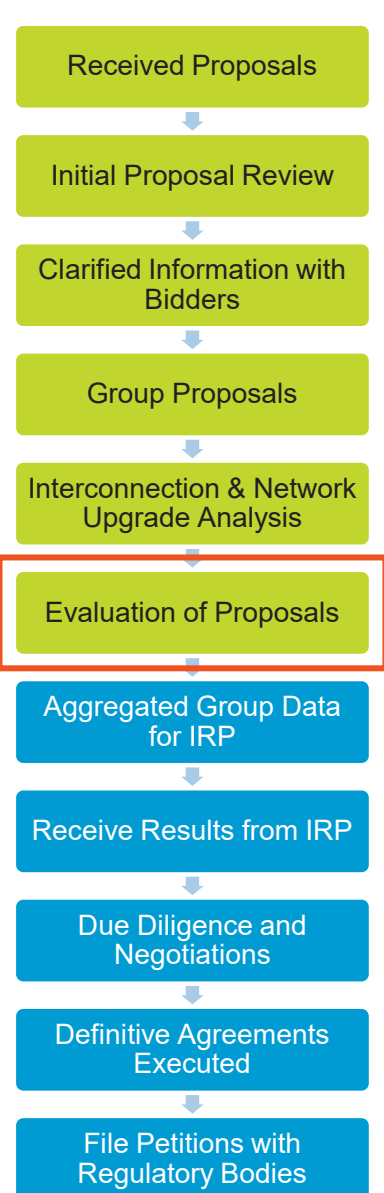 Received Proposals
Initial Proposal Review
Clarified Information with
Bidders
Group Proposals
Interconnection & Network
Upgrade Analysis
Evaluation of Proposals
Aggregated Group Data
for IRP
Receive Results from IRP
Due Diligence and
Negotiations
Definitive Agreements
Executed
File Petitions with
Regulatory Bodies